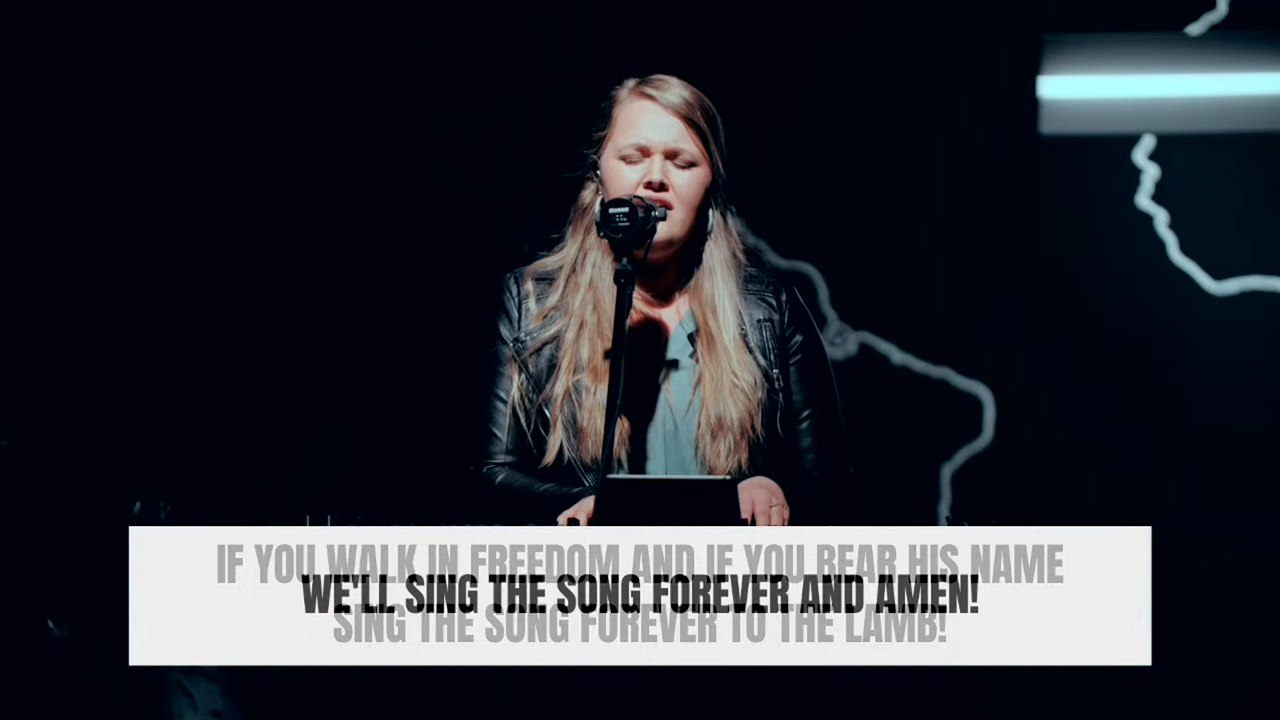 IF YOU WALK IN FREEDOM AND IF YOU BEAR HIS NAME
WE'LL SING THE SONG FOREVER AND AMEN!
SING THE SONG FOREVER TO THE LAMB!